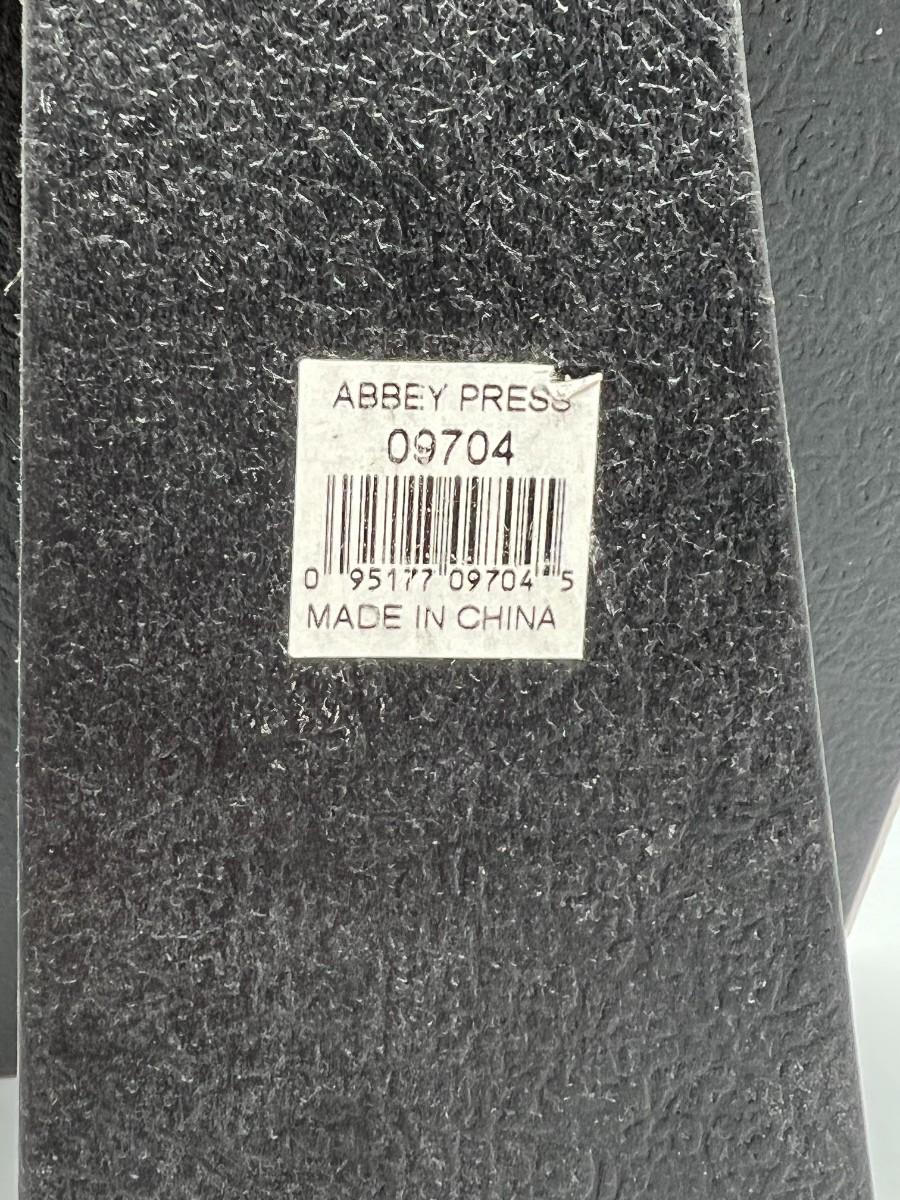 ABBEY PRESS
09704
0 95177 09704 5
MADE IN CHINA